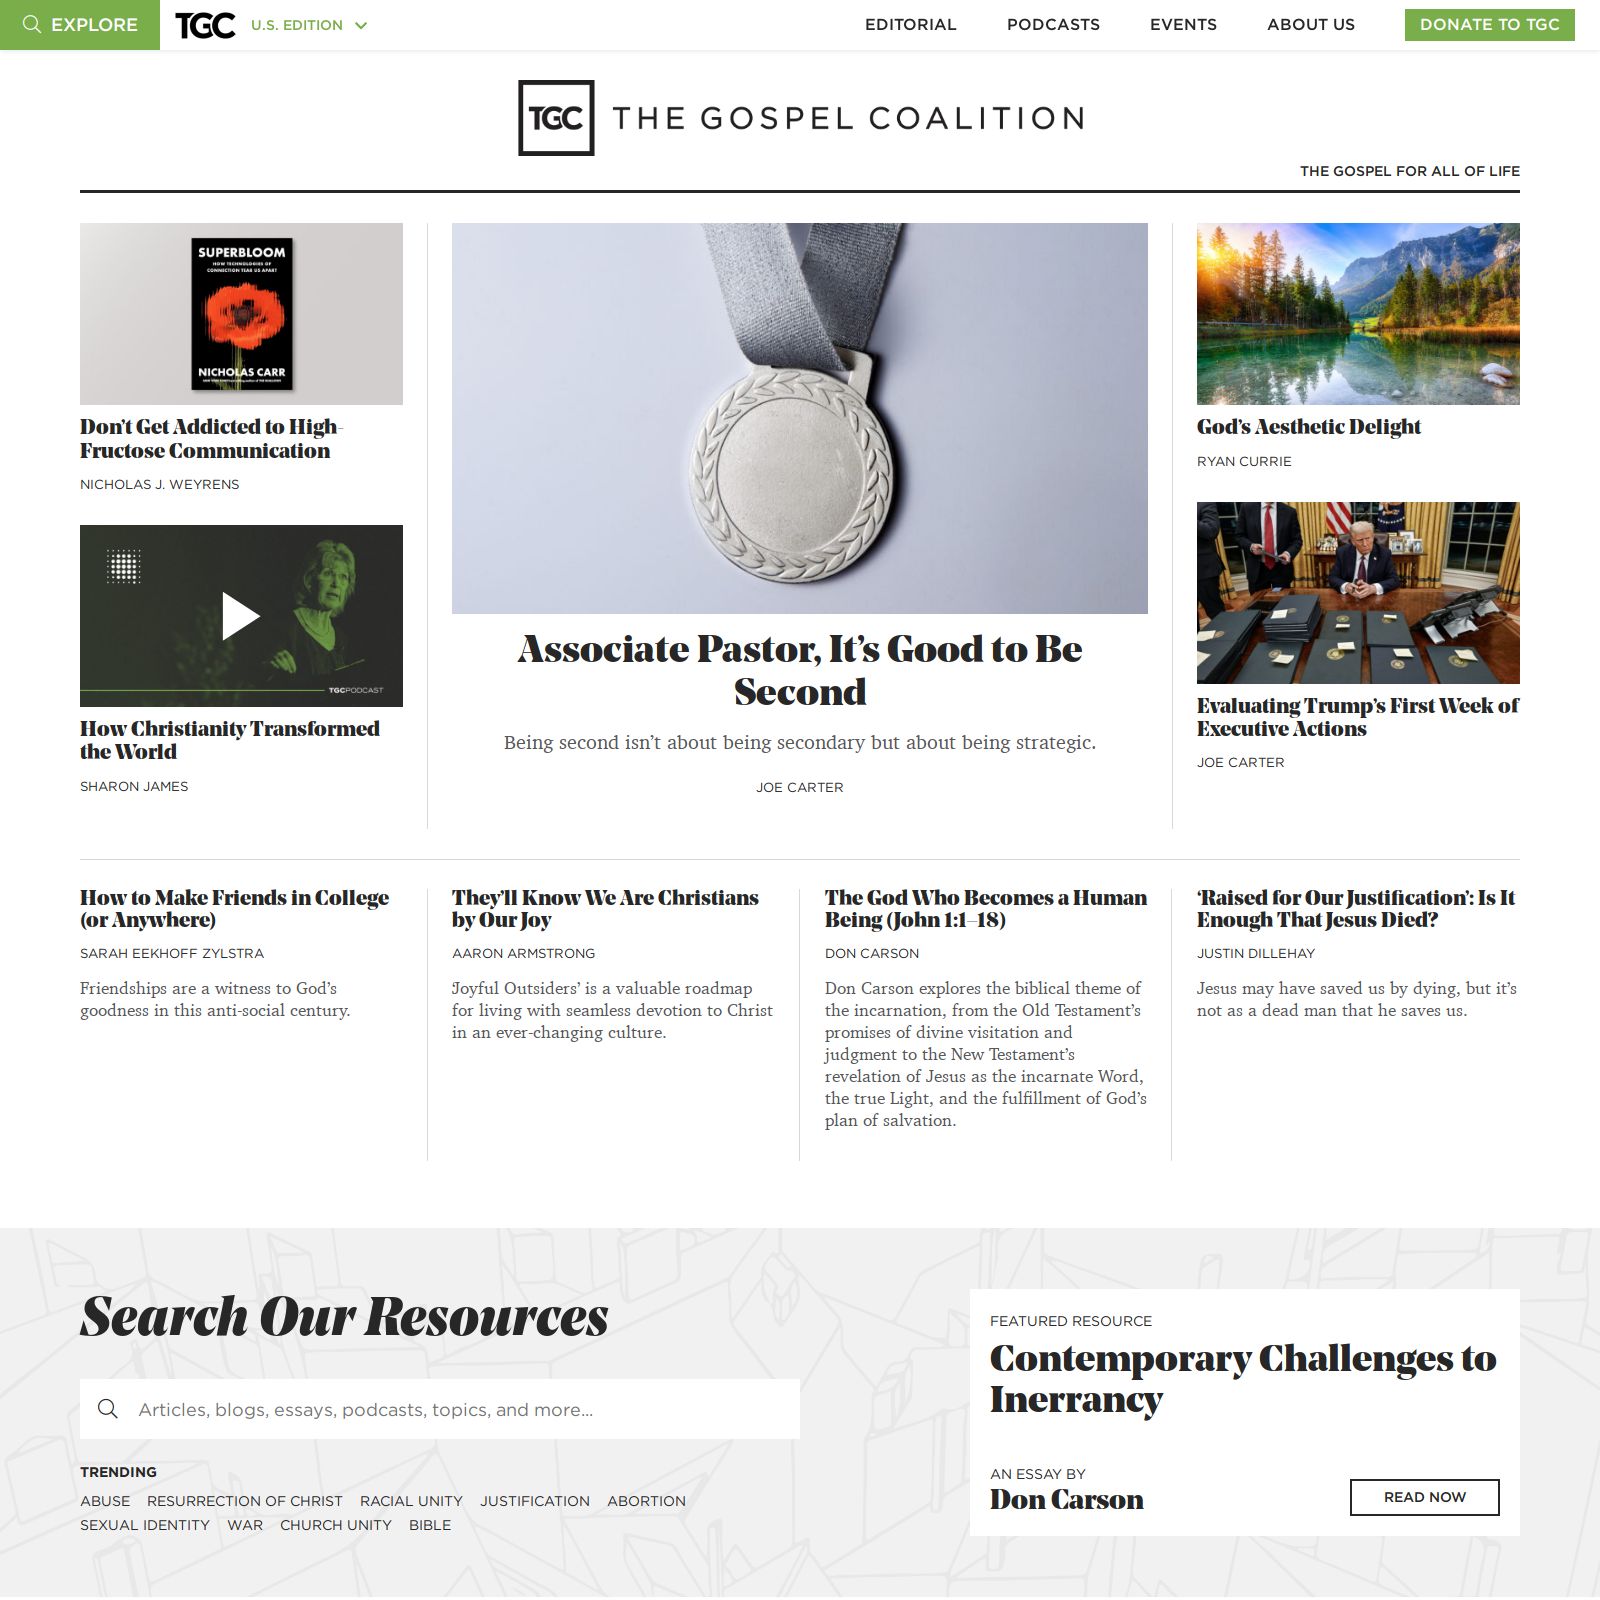 EXPLORE
TGC
U.S. EDITION
EDITORIAL
PODCASTS
EVENTS
ABOUT US
DONATE TO TGC
TGC THE GOSPEL COALITION
THE GOSPEL FOR ALL OF LIFE
SUPERBLOOM
HOW TECHNOLOGIES OF
CONNECTION TEAR US APART
NICHOLAS CARR
Don’t Get Addicted to High-
Fructose Communication
NICHOLAS J. WEYRENS
TGCPODCAST
How Christianity Transformed
the World
SHARON JAMES
Associate Pastor, It’s Good to Be
Second
Being second isn’t about being secondary but about being strategic.
JOE CARTER
God’s Aesthetic Delight
RYAN CURRIE
Evaluating Trump’s First Week of
Executive Actions
JOE CARTER
How to Make Friends in College
(or Anywhere)
SARAH EEKHOFF ZYLSTRA
Friendships are a witness to God’s
goodness in this anti-social century.
They’ll Know We Are Christians
by Our Joy
AARON ARMSTRONG
‘Joyful Outsiders’ is a valuable roadmap
for living with seamless devotion to Christ
in an ever-changing culture.
The God Who Becomes a Human
Being (John 1:1–18)
DON CARSON
Don Carson explores the biblical theme of
the incarnation, from the Old Testament’s
promises of divine visitation and
judgment to the New Testament’s
revelation of Jesus as the incarnate Word,
the true Light, and the fulfillment of God’s
plan of salvation.
‘Raised for Our Justification’: Is It
Enough That Jesus Died?
JUSTIN DILLEHAY
Jesus may have saved us by dying, but it’s
not as a dead man that he saves us.
Search Our Resources
Articles, blogs, essays, podcasts, topics, and more...
TRENDING
ABUSE RESURRECTION OF CHRIST RACIAL UNITY JUSTIFICATION ABORTION
SEXUAL IDENTITY WAR CHURCH UNITY BIBLE
FEATURED RESOURCE
Contemporary Challenges to
Inerrancy
AN ESSAY BY
Don Carson
READ NOW